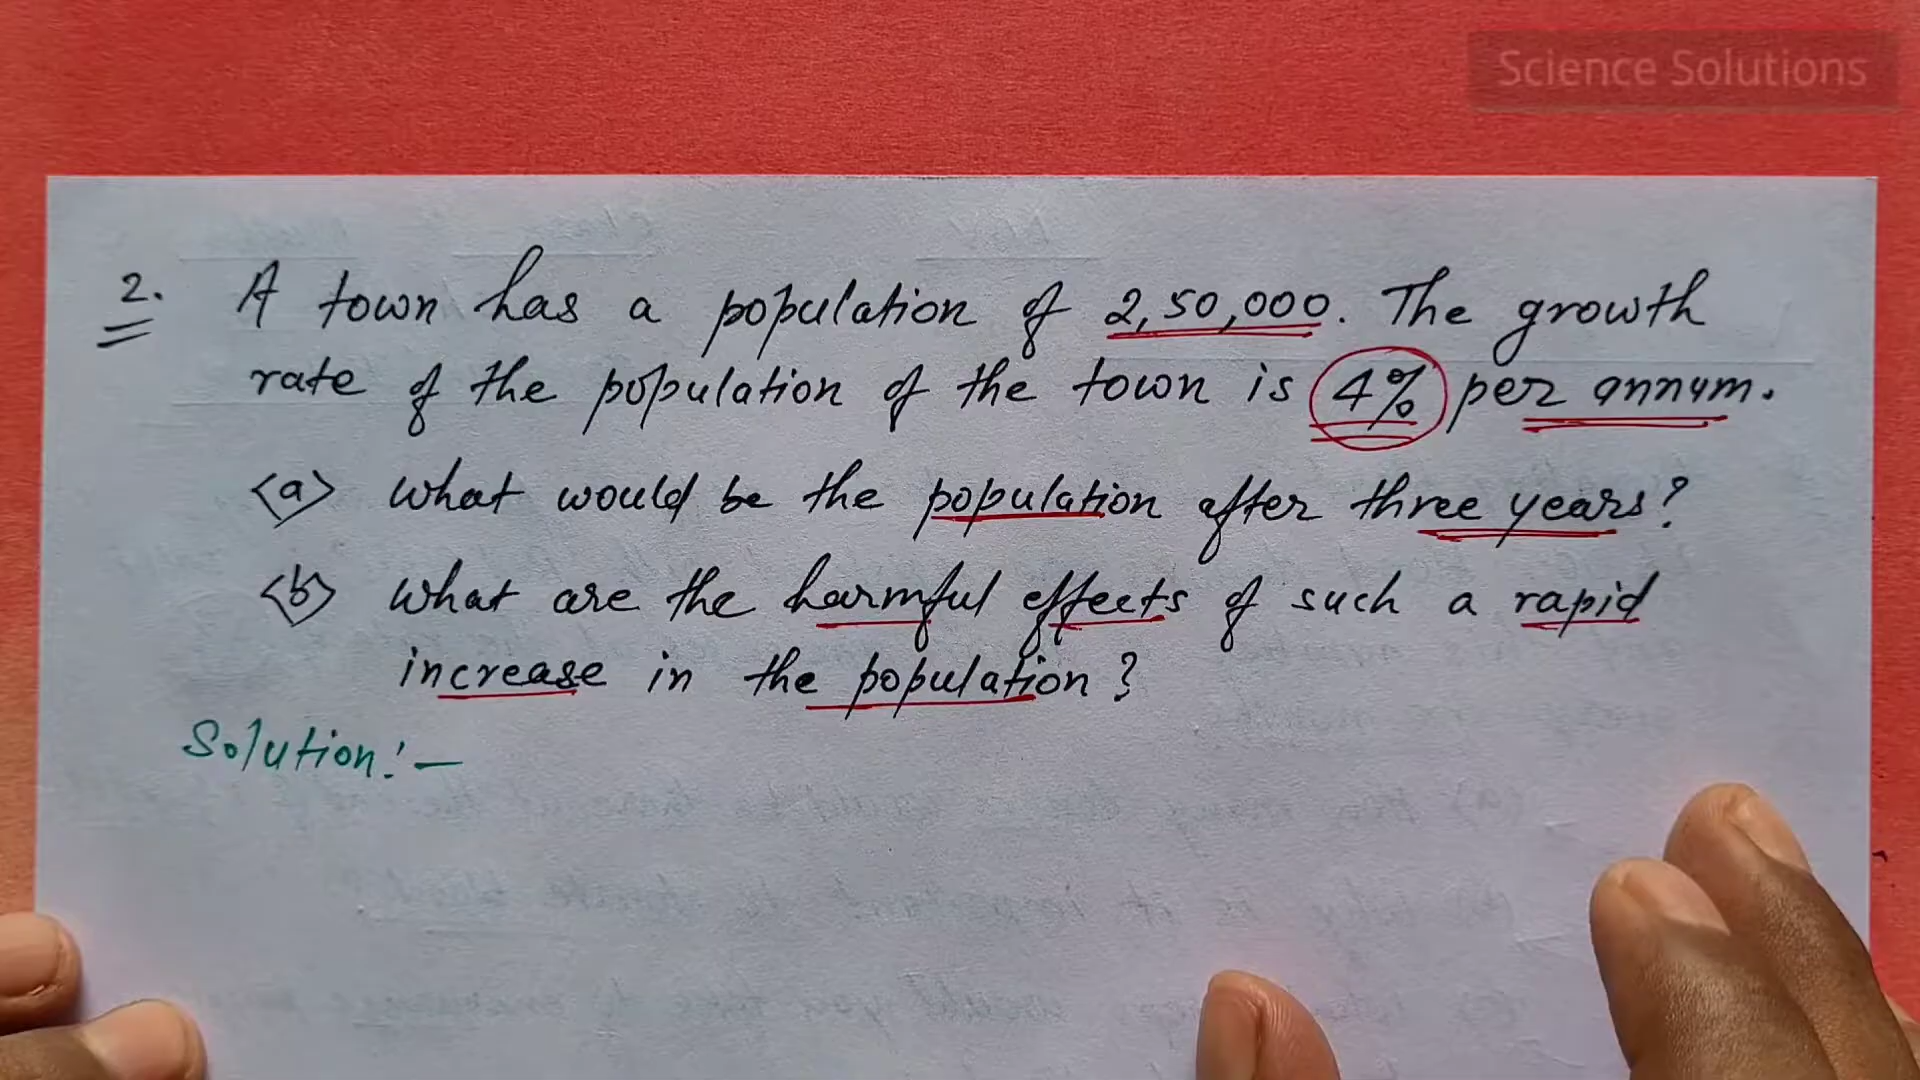 Science Solutions
2. A town has a population of 2,50,000. The growth
rate of the population of the town is 4% per annum.
<a> What would be the population after three years?
<b> What are the harmful effects of such a rapid
increase in the population?
Solution:-